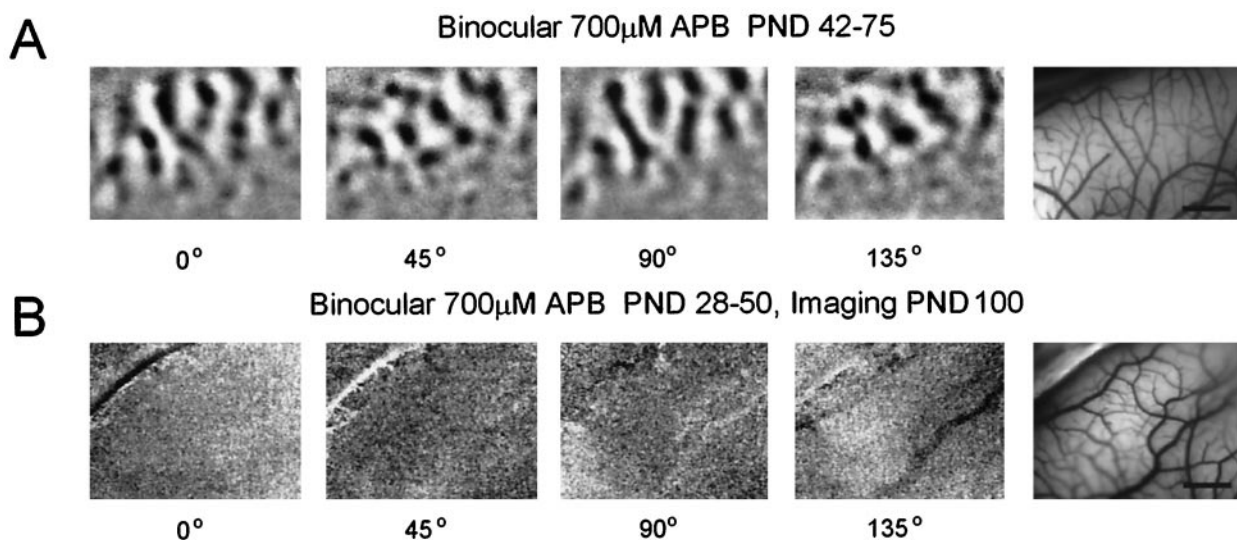 A
Binocular 700μM APB PND 42-75
0°
45°
90°
135°
B
Binocular 700μM APB PND 28-50, Imaging PND 100
0°
45°
90°
135°